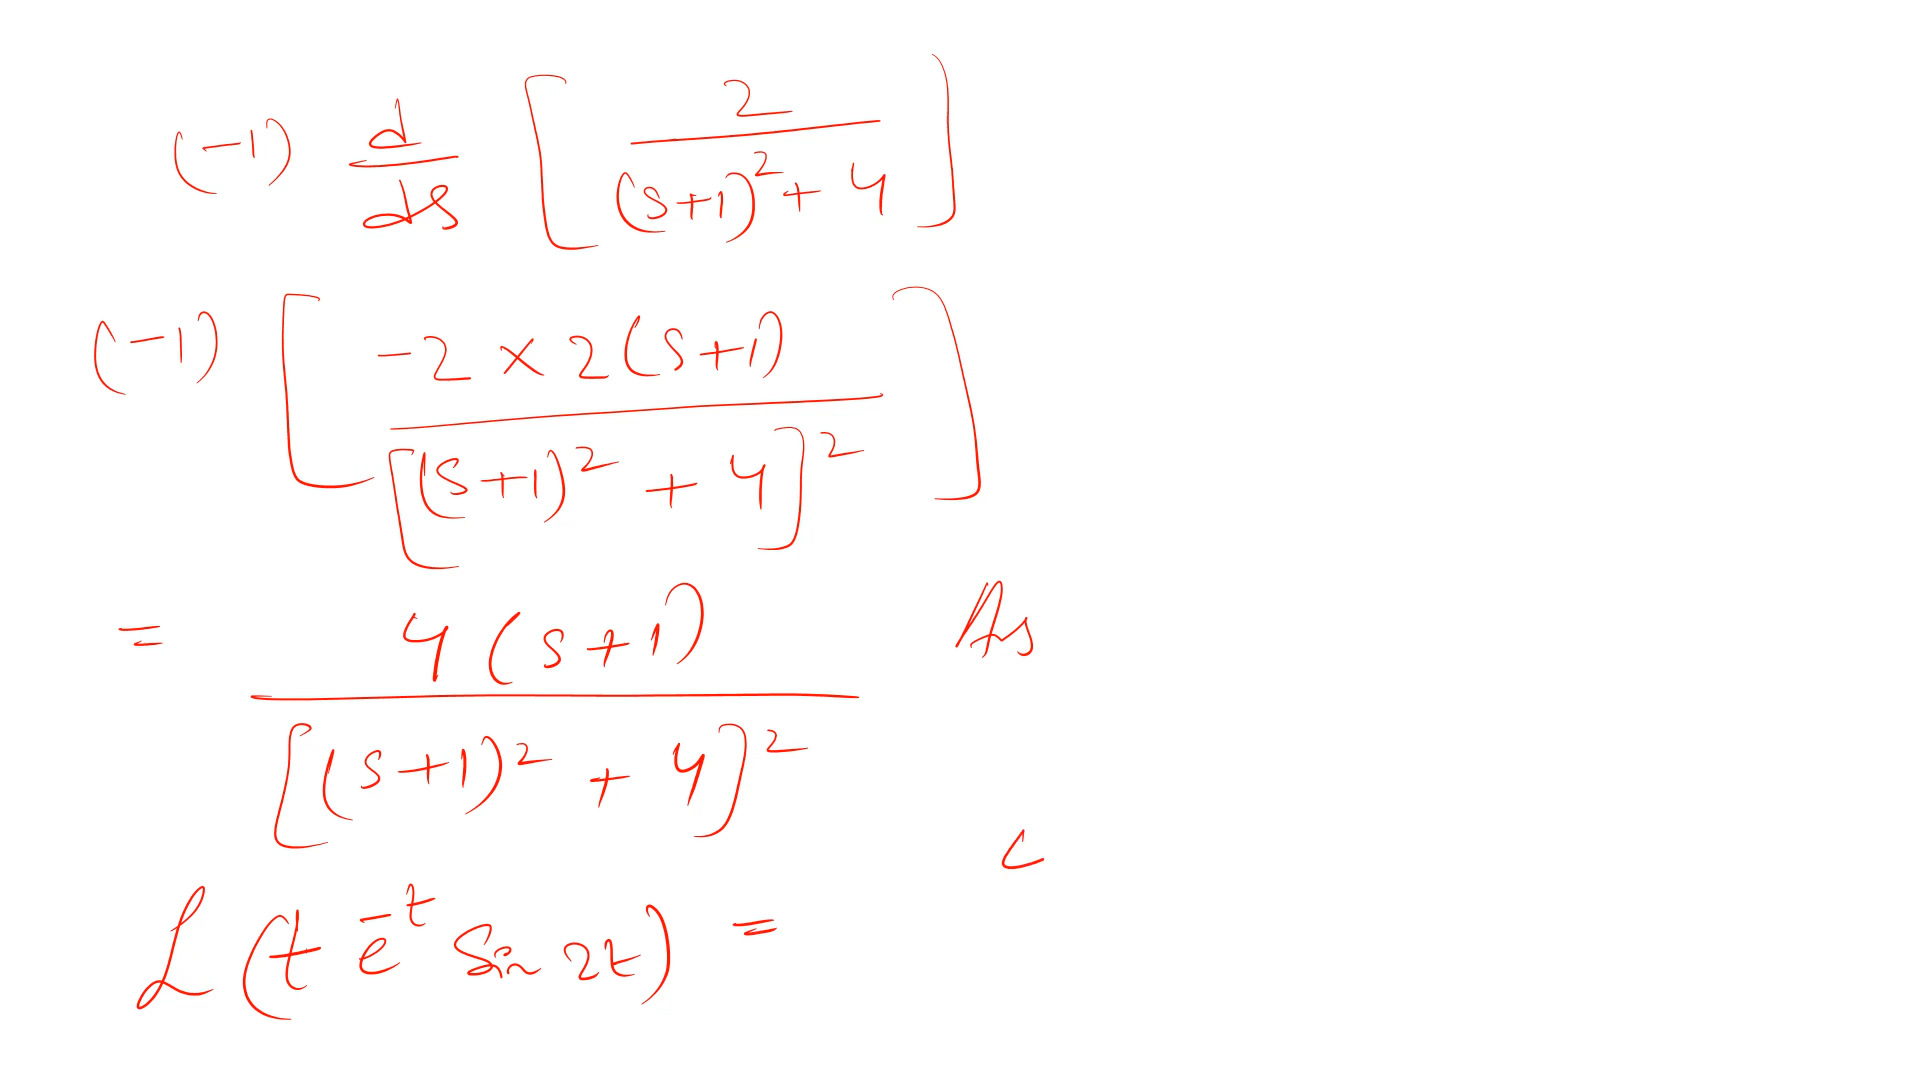 (-1) d/ds [ 2 / ((s+1)² + 4) ]
(-1) [ -2 × 2(s+1) / [(s+1)² + 4]² ]
= 4(s+1) / [(s+1)² + 4]² As
ℒ(t e^-t Sin 2t) =